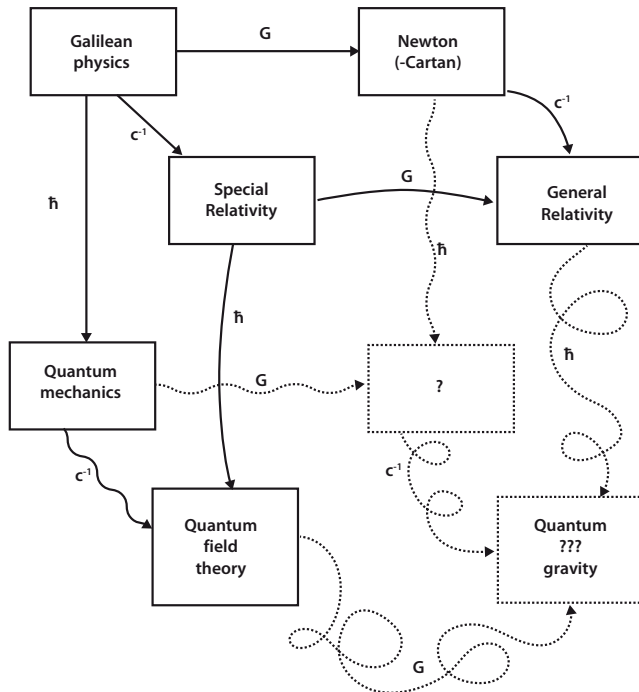 Galilean
physics
G
Newton
(-Cartan)
c-1
c-1
Special
Relativity
G
General
Relativity
ħ
ħ
ħ
ħ
Quantum
mechanics
G
?
c-1
c-1
Quantum
field
theory
Quantum
???
gravity
G